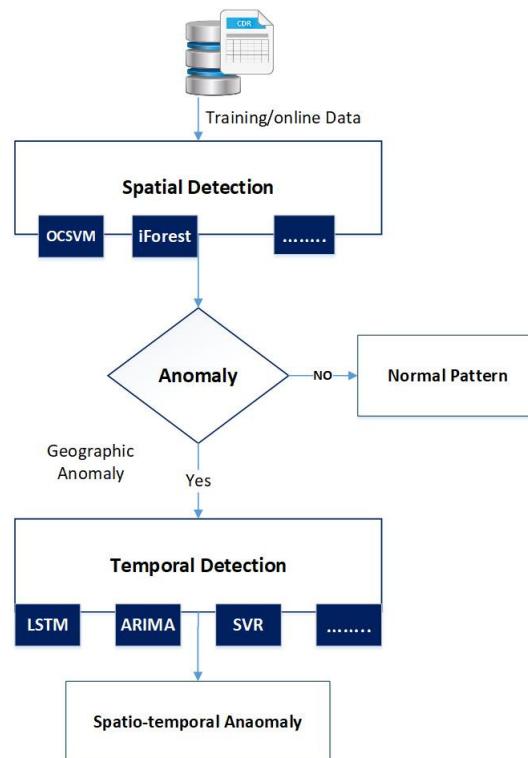 CDR
Training/online Data
Spatial Detection
OCSVM
iForest
........
Anomaly
NO
Normal Pattern
Geographic
Anomaly
Yes
Temporal Detection
LSTM
ARIMA
SVR
........
Spatio-temporal Anaomaly